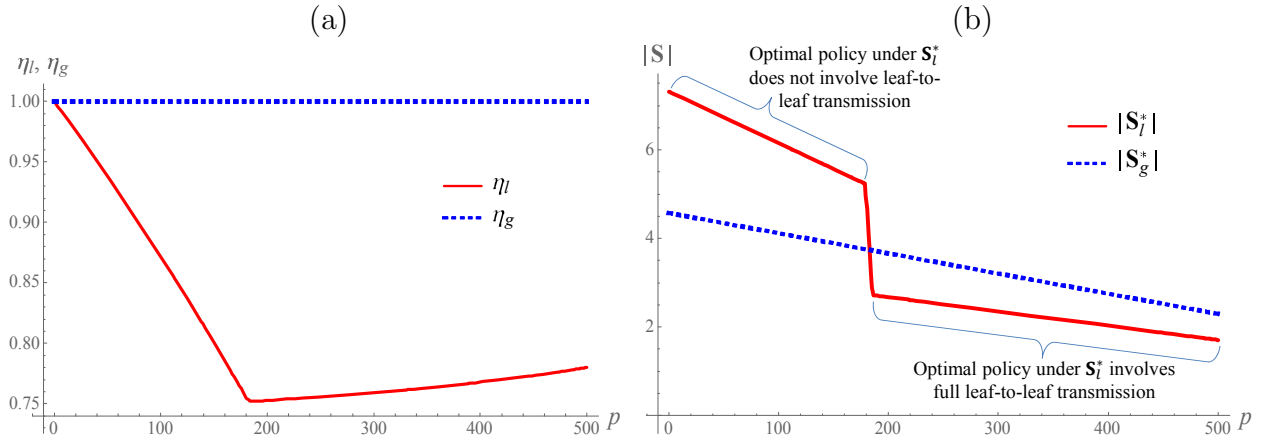 (a)
η_l, η_g
1.00
0.95
0.90
0.85
0.80
0.75
0
100
200
300
400
500
p
η_l
η_g
(b)
|S|
6
4
2
0
100
200
300
400
500
p
Optimal policy under S_l^*
does not involve leaf-to-
leaf transmission
|S_l^*|
|S_g^*|
Optimal policy under S_l^* involves
full leaf-to-leaf transmission